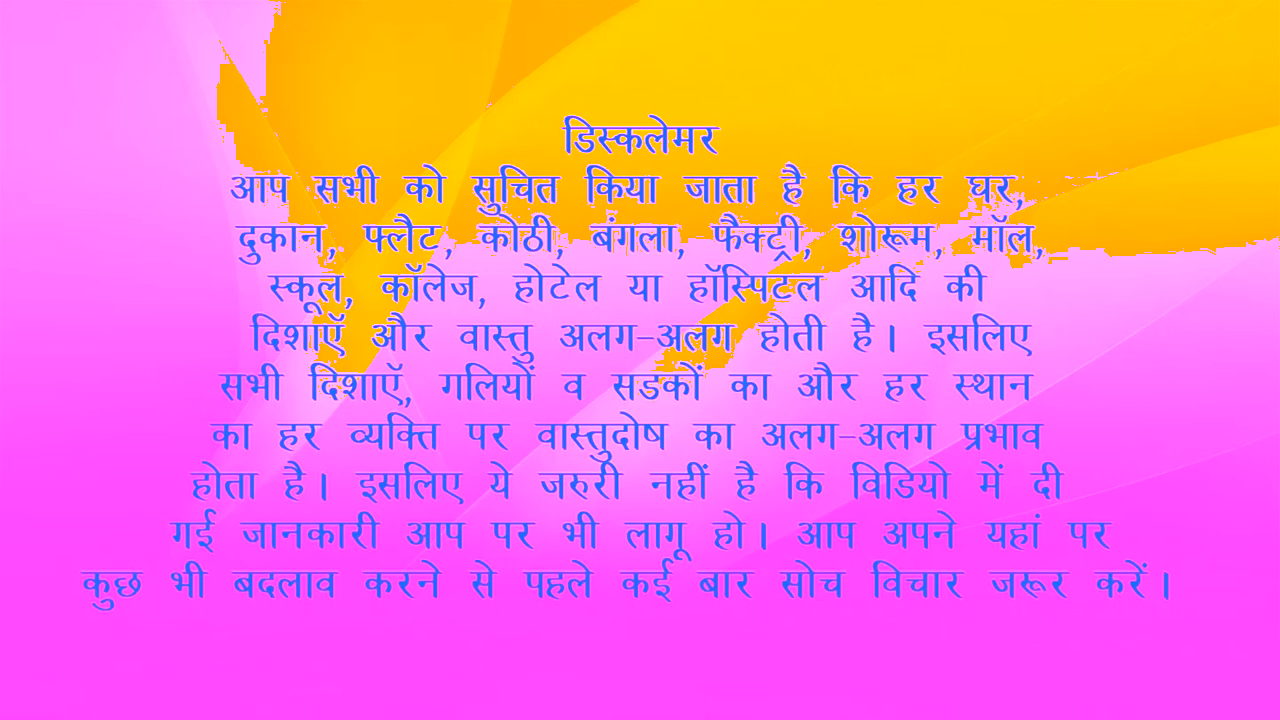 डिस्कलेमर
आप सभी को सुचित किया जाता है कि हर घर,
दुकान, फ्लैट, कोठी, बंगला, फैक्ट्री, शोरूम, मॉल,
स्कूल, कॉलेज, होटेल या हॉस्पिटल आदि की
दिशाऍ और वास्तु अलग-अलग होती है। इसलिए
सभी दिशाऍ, गलियों व सडकों का और हर स्थान
का हर व्यक्ति पर वास्तुदोष का अलग-अलग प्रभाव
होता है। इसलिए ये जरुरी नहीं है कि विडियो में दी
गई जानकारी आप पर भी लागू हो। आप अपने यहां पर
कुछ भी बदलाव करने से पहले कई बार सोच विचार जरूर करें।